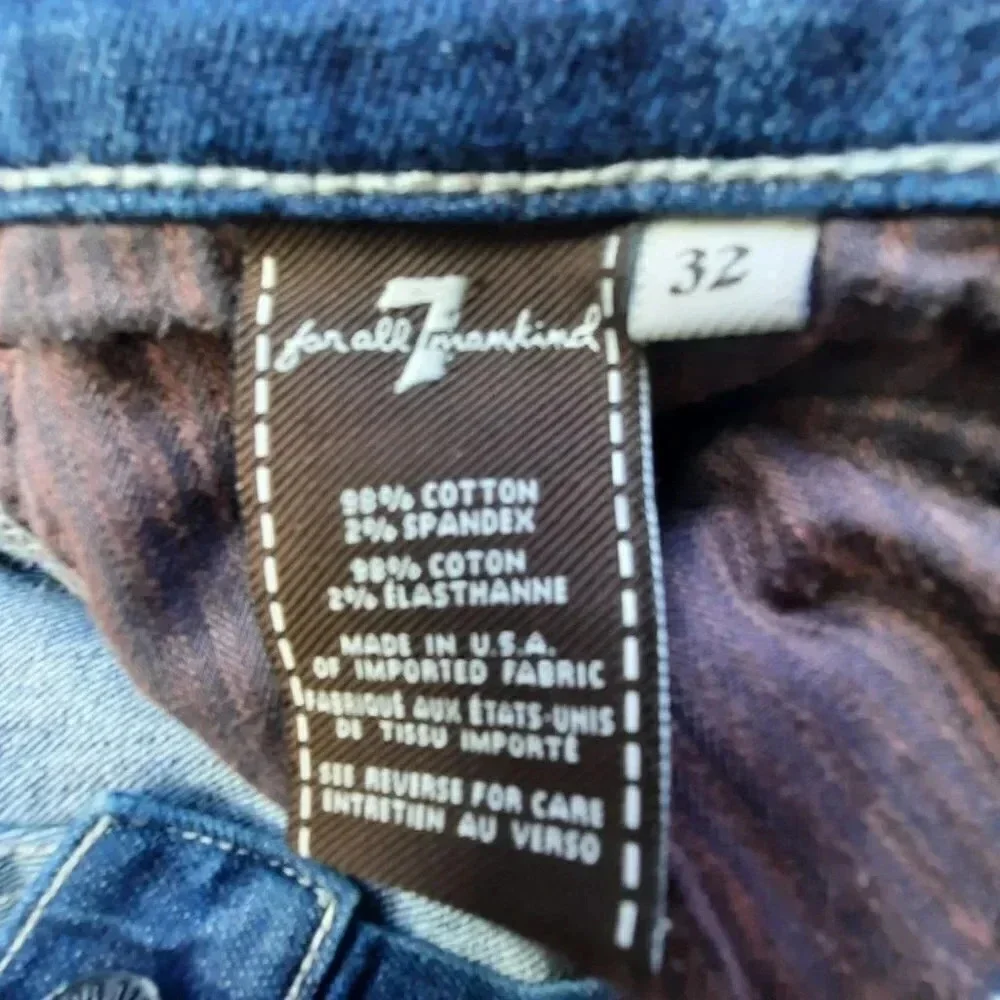 for all 7 mankind
32
98% COTTON
2% SPANDEX
98% COTON
2% ÉLASTHANNE
MADE IN U.S.A.
OF IMPORTED FABRIC
FABRIQUÉ AUX ÉTATS-UNIS
DE TISSU IMPORTÉ
SEE REVERSE FOR CARE
ENTRETIEN AU VERSO